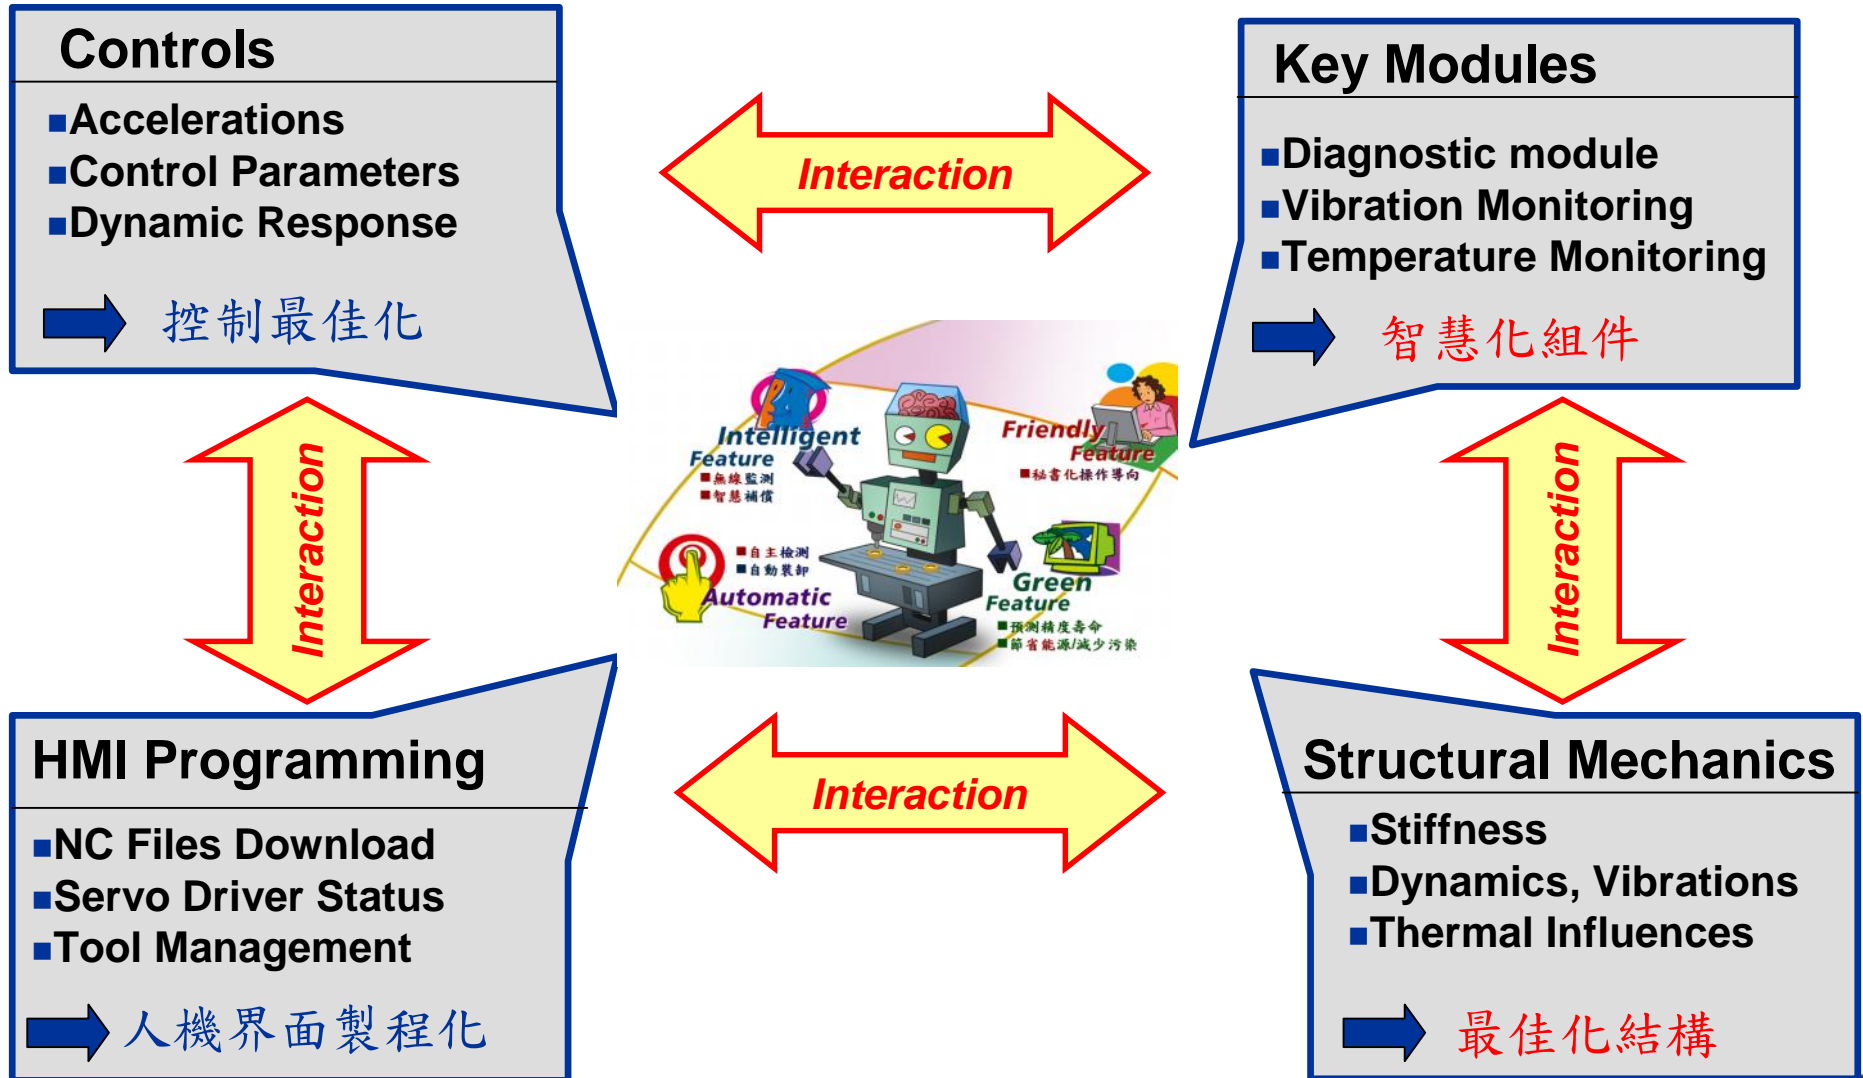 Controls
■Accelerations
■Control Parameters
■Dynamic Response
控制最佳化
Interaction
Key Modules
■Diagnostic module
■Vibration Monitoring
■Temperature Monitoring
智慧化組件
Interaction
Intelligent
Feature
■無線監測
■智慧補償
Friendly
Feature
■秘書化操作導向
■自主檢測
■自動裝卸
Automatic
Feature
Green
Feature
■預測精度壽命
■節省能源/減少污染
Interaction
HMI Programming
■NC Files Download
■Servo Driver Status
■Tool Management
人機界面製程化
Interaction
Structural Mechanics
■Stiffness
■Dynamics, Vibrations
■Thermal Influences
最佳化結構